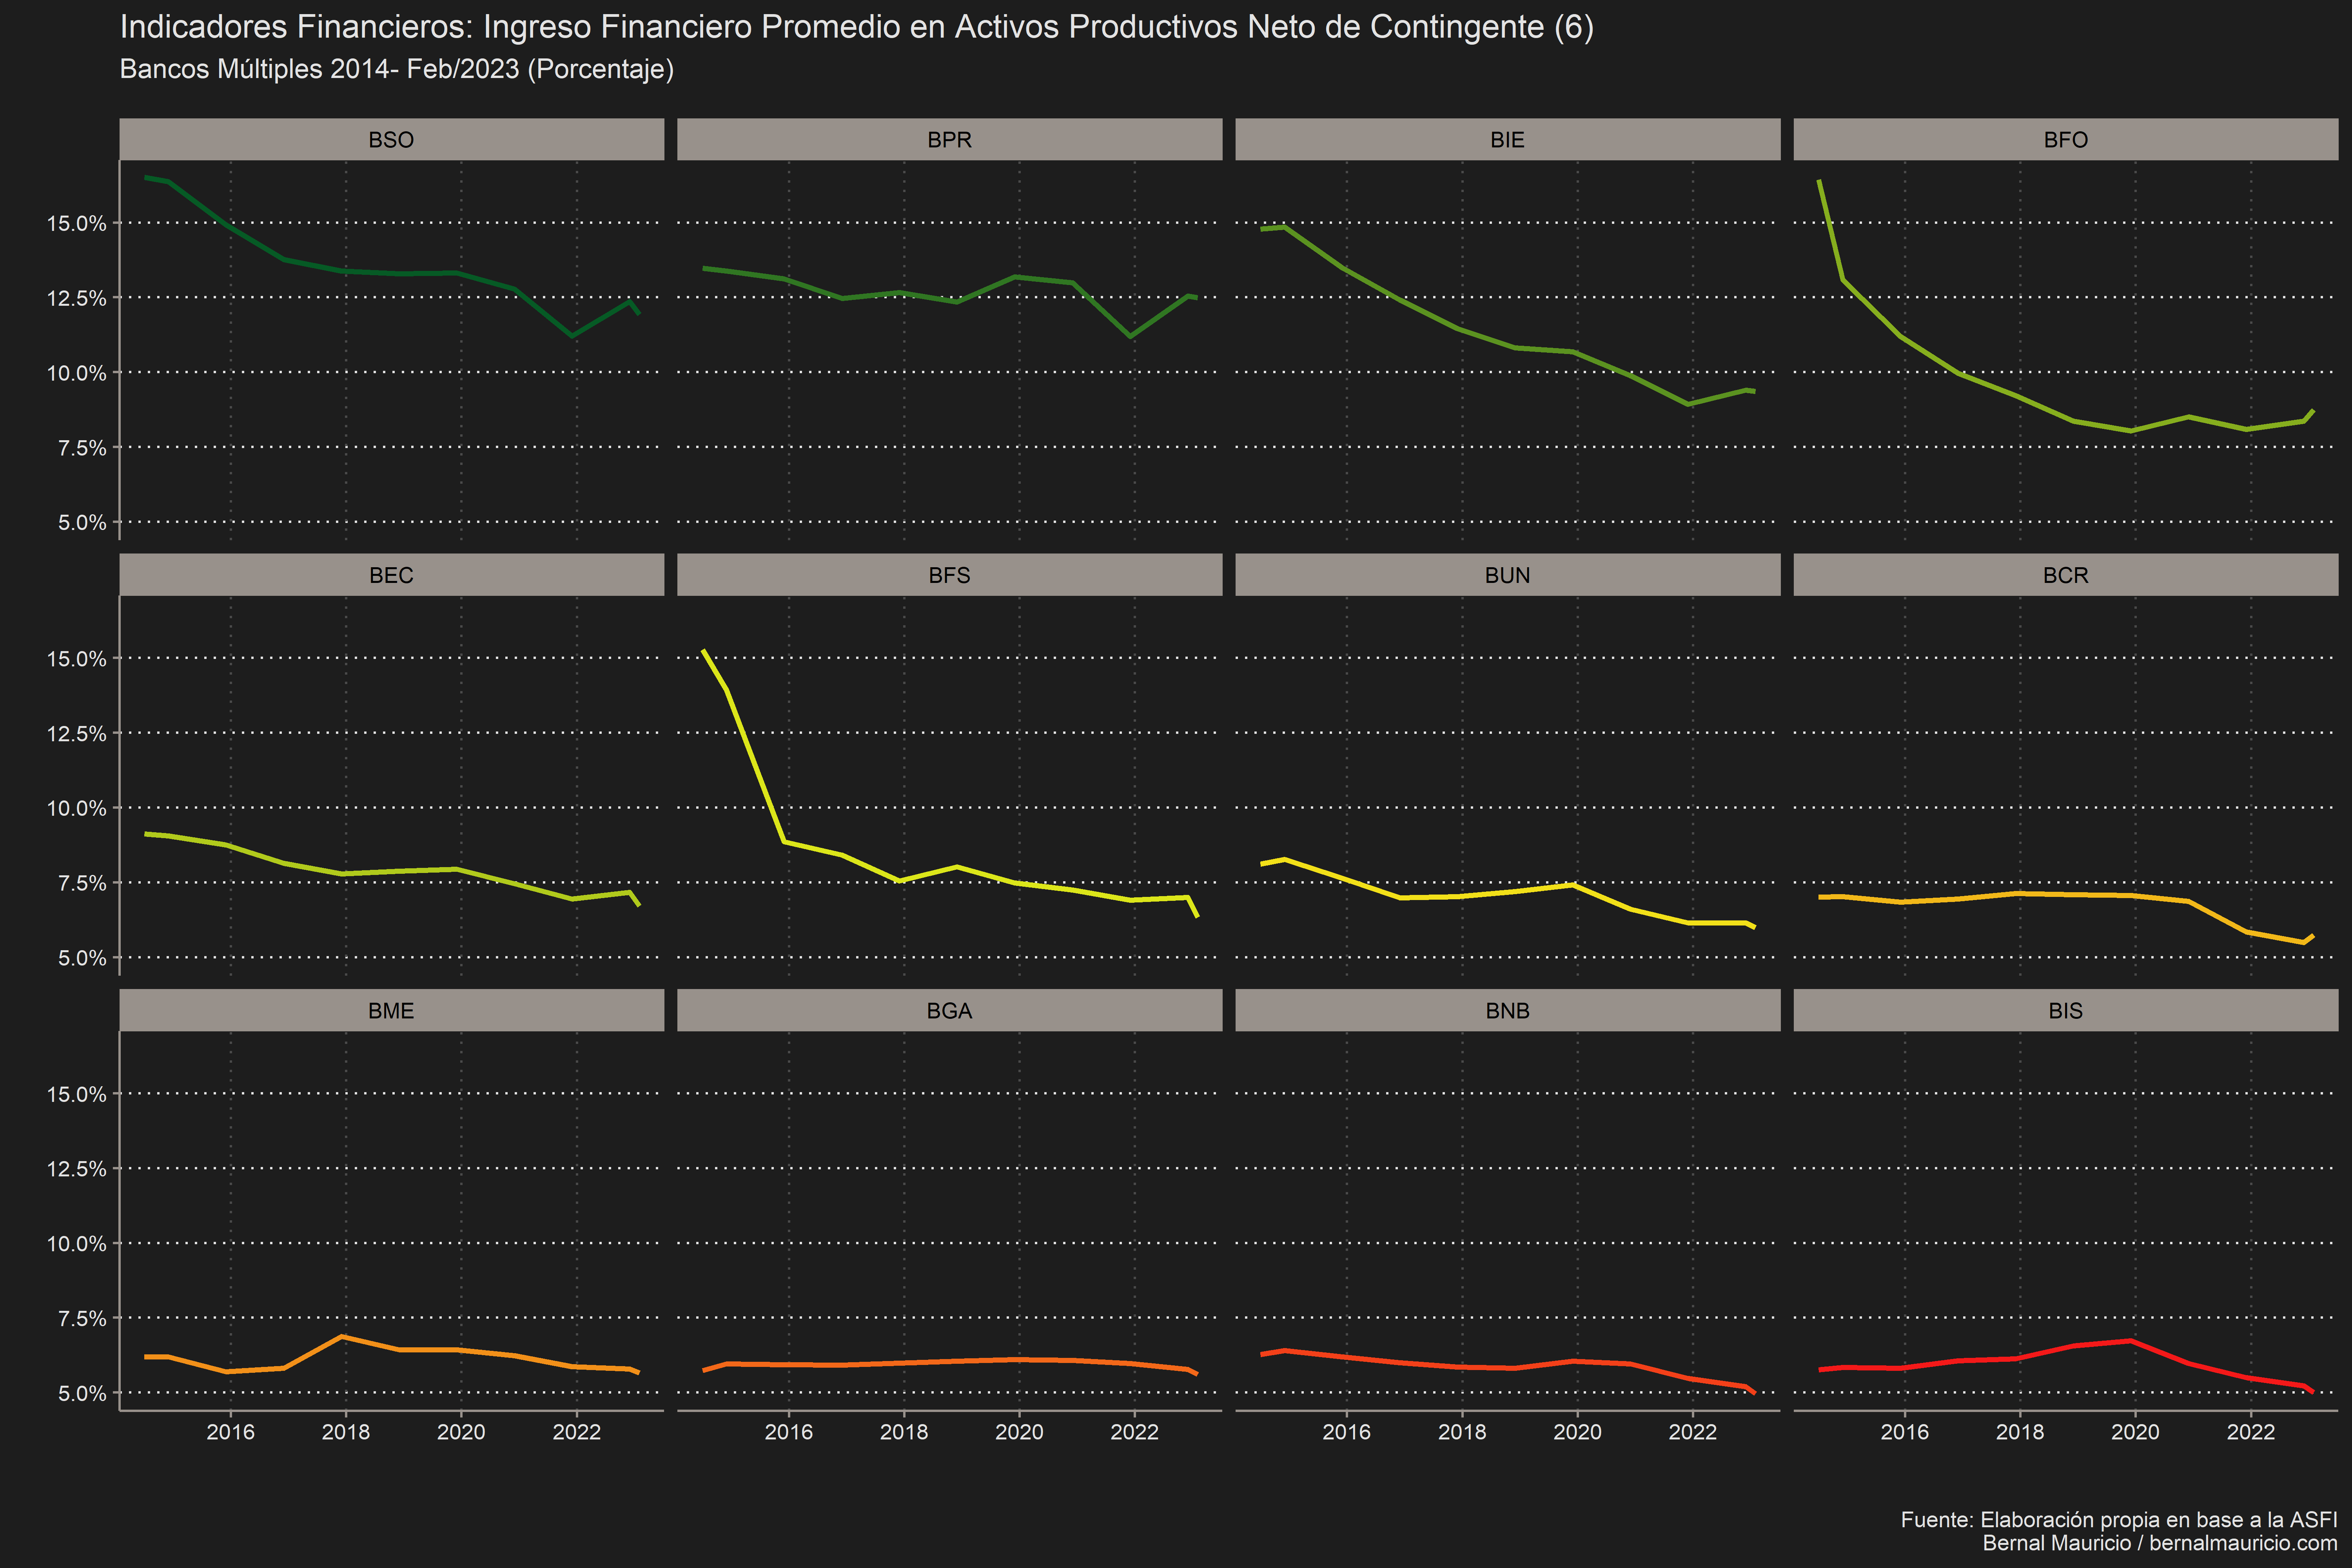 Indicadores Financieros: Ingreso Financiero Promedio en Activos Productivos Neto de Contingente (6)
Bancos Múltiples 2014- Feb/2023 (Porcentaje)
BSO BPR BIE BFO
15.0%
12.5%
10.0%
7.5%
5.0%
BEC BFS BUN BCR
15.0%
12.5%
10.0%
7.5%
5.0%
BME BGA BNB BIS
15.0%
12.5%
10.0%
7.5%
5.0%
2016 2018 2020 2022 2016 2018 2020 2022 2016 2018 2020 2022 2016 2018 2020 2022
Fuente: Elaboración propia en base a la ASFI
Bernal Mauricio / bernalmauricio.com